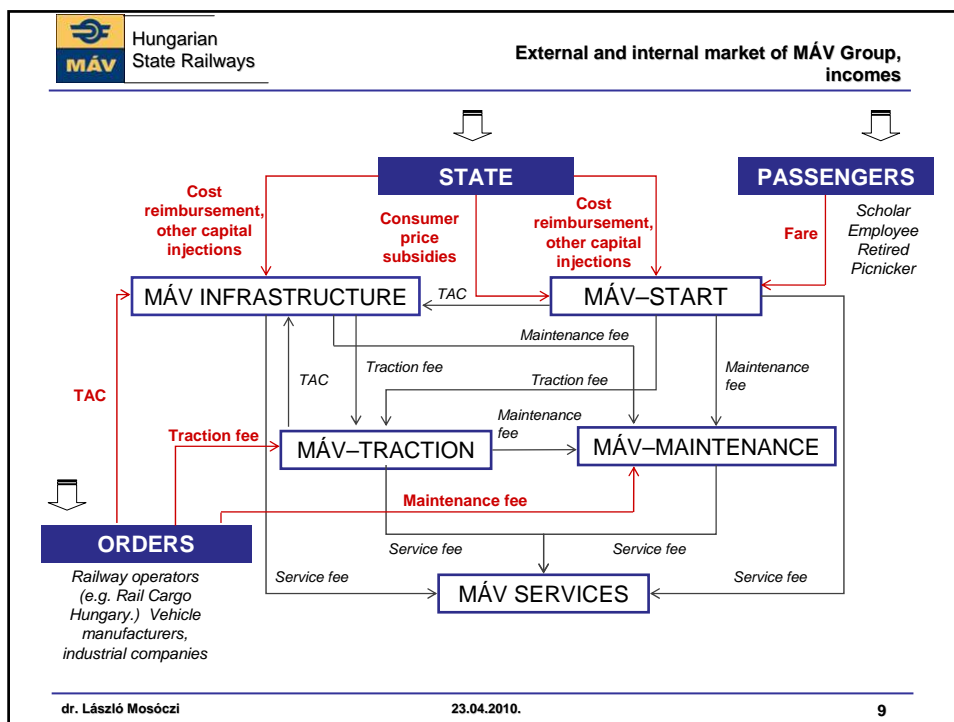 MÁV
Hungarian
State Railways
External and internal market of MÁV Group,
incomes
STATE
PASSENGERS
Cost
reimbursement,
other capital
injections
Consumer
price
subsidies
Cost
reimbursement,
other capital
injections
Fare
Scholar
Employee
Retired
Picnicker
MÁV INFRASTRUCTURE
TAC
MÁV–START
Maintenance fee
TAC
Traction fee
Traction fee
Maintenance
fee
TAC
Traction fee
Maintenance
fee
MÁV–TRACTION
MÁV–MAINTENANCE
Maintenance fee
ORDERS
Service fee
Service fee
Railway operators
(e.g. Rail Cargo
Hungary.) Vehicle
manufacturers,
industrial companies
Service fee
MÁV SERVICES
Service fee
dr. László Mosóczi
23.04.2010.
9